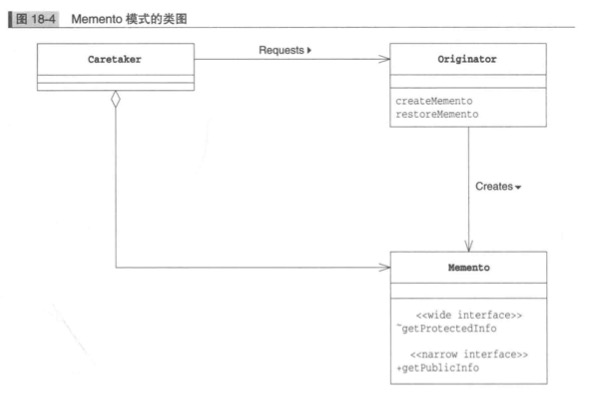 图 18-4 Memento 模式的类图
Requests
Caretaker
Originator
createMemento
restoreMemento
Creates
Memento
<<wide interface>>
~getProtectedInfo
<<narrow interface>>
+getPublicInfo